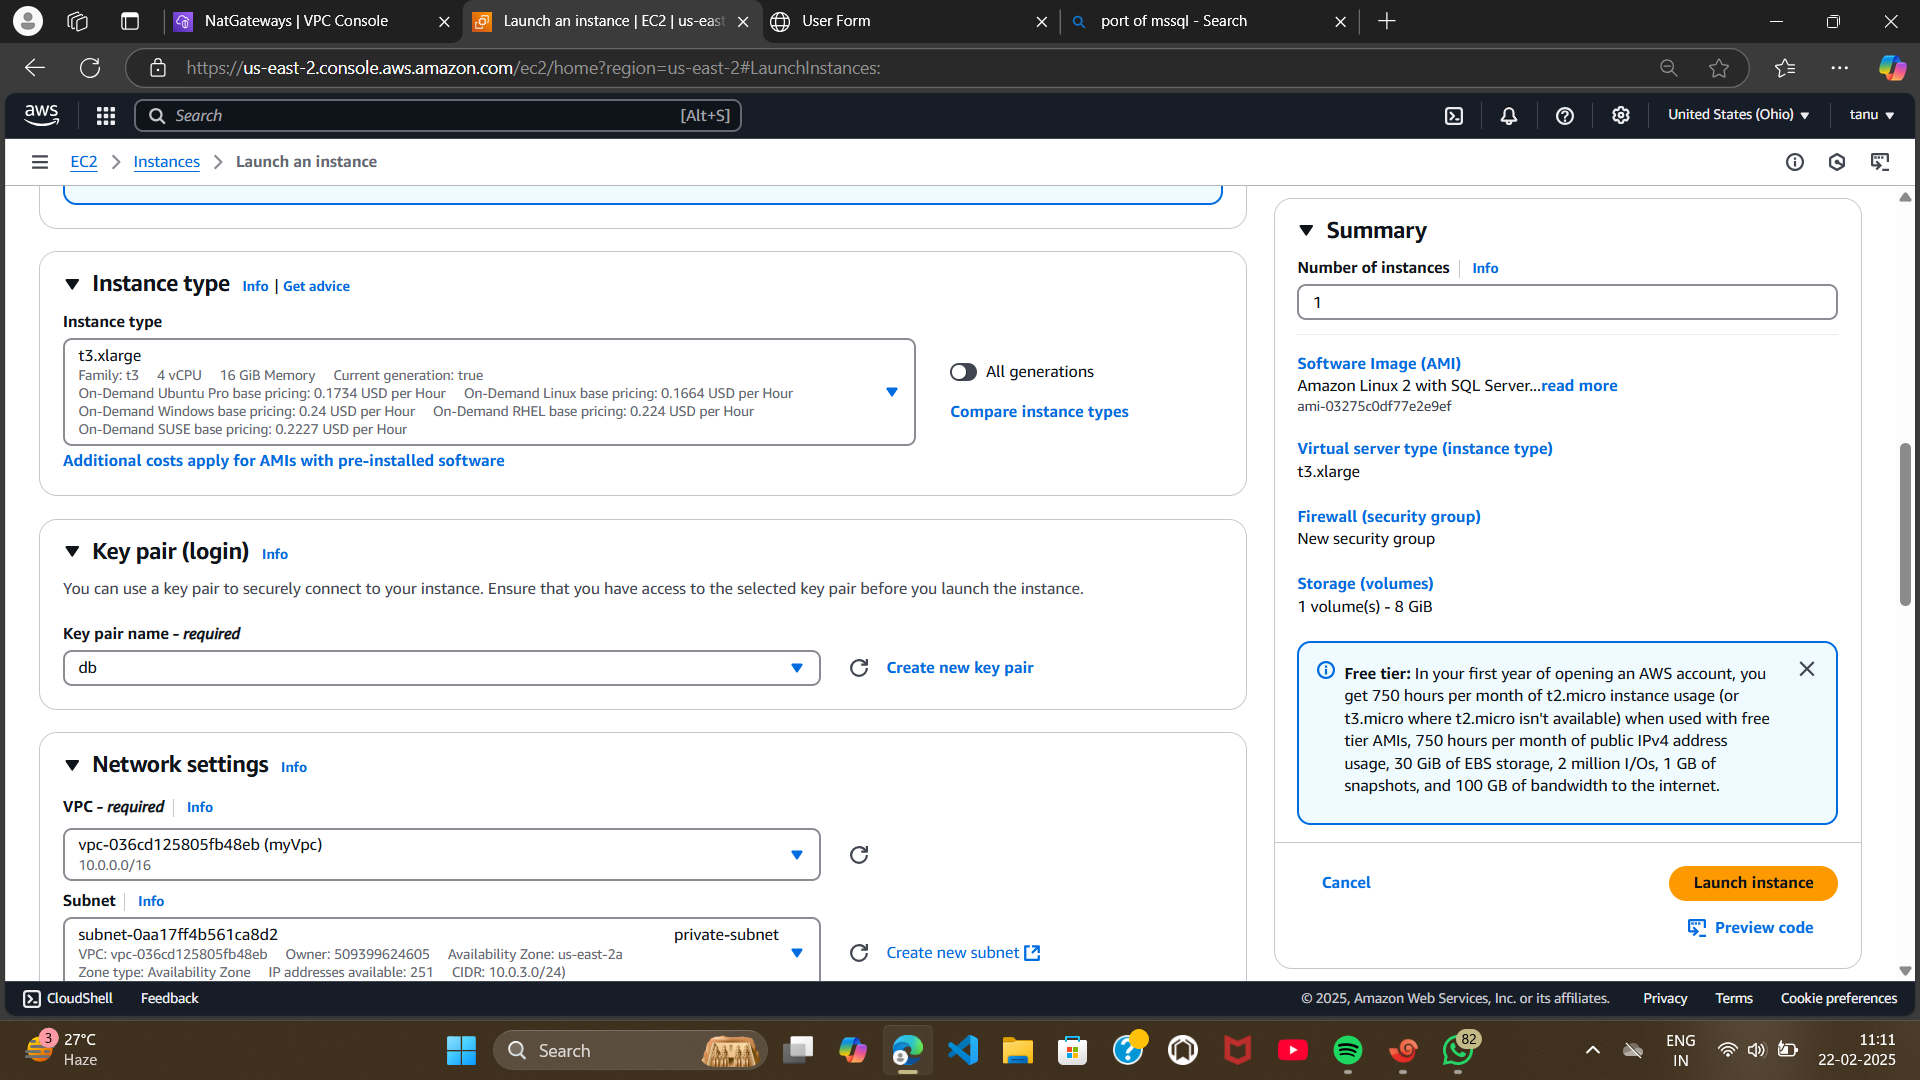 NatGateways | VPC Console
Launch an instance | EC2 | us-east
User Form
port of mssql - Search
https://us-east-2.console.aws.amazon.com/ec2/home?region=us-east-2#LaunchInstances:
aws
Search
[Alt+S]
United States (Ohio)
tanu
EC2
Instances
Launch an instance
Instance type
Info | Get advice
Instance type
t3.xlarge
Family: t3 4 vCPU 16 GiB Memory Current generation: true
On-Demand Ubuntu Pro base pricing: 0.1734 USD per Hour On-Demand Linux base pricing: 0.1664 USD per Hour
On-Demand Windows base pricing: 0.24 USD per Hour On-Demand RHEL base pricing: 0.224 USD per Hour
On-Demand SUSE base pricing: 0.2227 USD per Hour
All generations
Compare instance types
Additional costs apply for AMIs with pre-installed software
Key pair (login) Info
You can use a key pair to securely connect to your instance. Ensure that you have access to the selected key pair before you launch the instance.
Key pair name - required
db
Create new key pair
Network settings Info
VPC - required Info
vpc-036cd125805fb48eb (myVpc)
10.0.0.0/16
Subnet Info
subnet-0aa17ff4b561ca8d2 private-subnet
VPC: vpc-036cd125805fb48eb Owner: 509399624605 Availability Zone: us-east-2a
Zone type: Availability Zone IP addresses available: 251 CIDR: 10.0.3.0/24)
Create new subnet
Summary
Number of instances Info
1
Software Image (AMI)
Amazon Linux 2 with SQL Server...read more
ami-03275c0df77e2e9ef
Virtual server type (instance type)
t3.xlarge
Firewall (security group)
New security group
Storage (volumes)
1 volume(s) - 8 GiB
Free tier: In your first year of opening an AWS account, you
get 750 hours per month of t2.micro instance usage (or
t3.micro where t2.micro isn't available) when used with free
tier AMIs, 750 hours per month of public IPv4 address
usage, 30 GiB of EBS storage, 2 million I/Os, 1 GB of
snapshots, and 100 GB of bandwidth to the internet.
Cancel
Launch instance
Preview code
CloudShell
Feedback
© 2025, Amazon Web Services, Inc. or its affiliates.
Privacy
Terms
Cookie preferences
3
27°C
Haze
Search
82
ENG
IN
11:11
22-02-2025